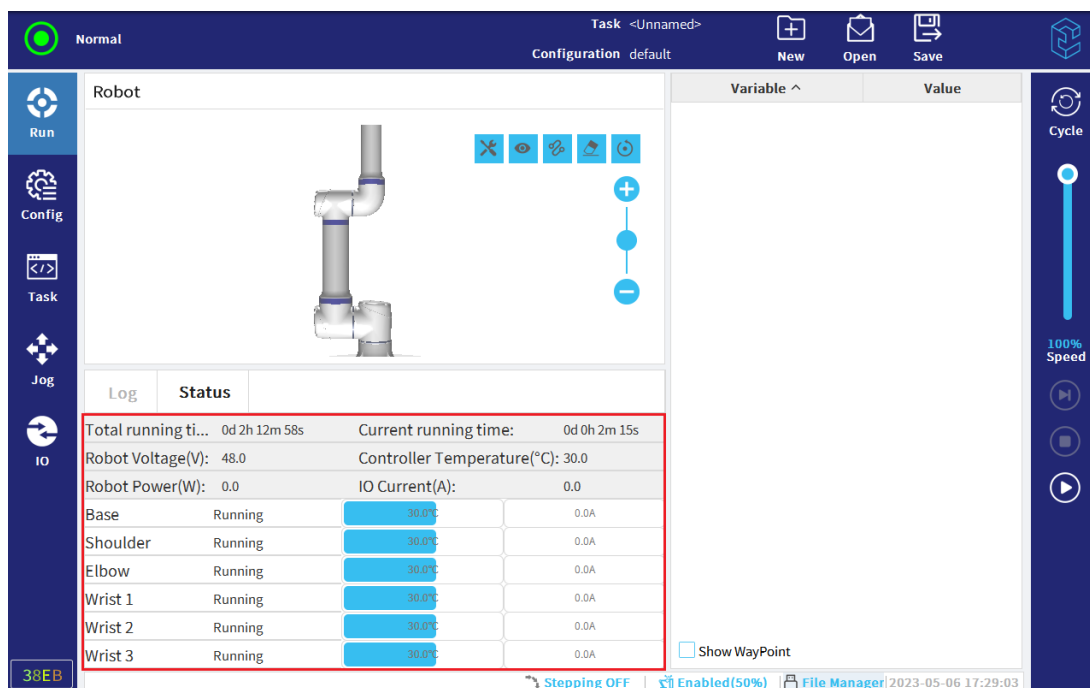 Normal
Task <Unnamed>
Configuration default
New
Open
Save
Run
Config
Task
Jog
IO
38EB
Robot
Log
Status
Total running ti... 0d 2h 12m 58s Current running time: 0d 0h 2m 15s
Robot Voltage(V): 48.0 Controller Temperature(°C): 30.0
Robot Power(W): 0.0 IO Current(A): 0.0
Base Running 30.0°C 0.0A
Shoulder Running 30.0°C 0.0A
Elbow Running 30.0°C 0.0A
Wrist 1 Running 30.0°C 0.0A
Wrist 2 Running 30.0°C 0.0A
Wrist 3 Running 30.0°C 0.0A
Variable Value
Show WayPoint
Cycle
100%
Speed
Stepping OFF Enabled(50%) File Manager 2023-05-06 17:29:03